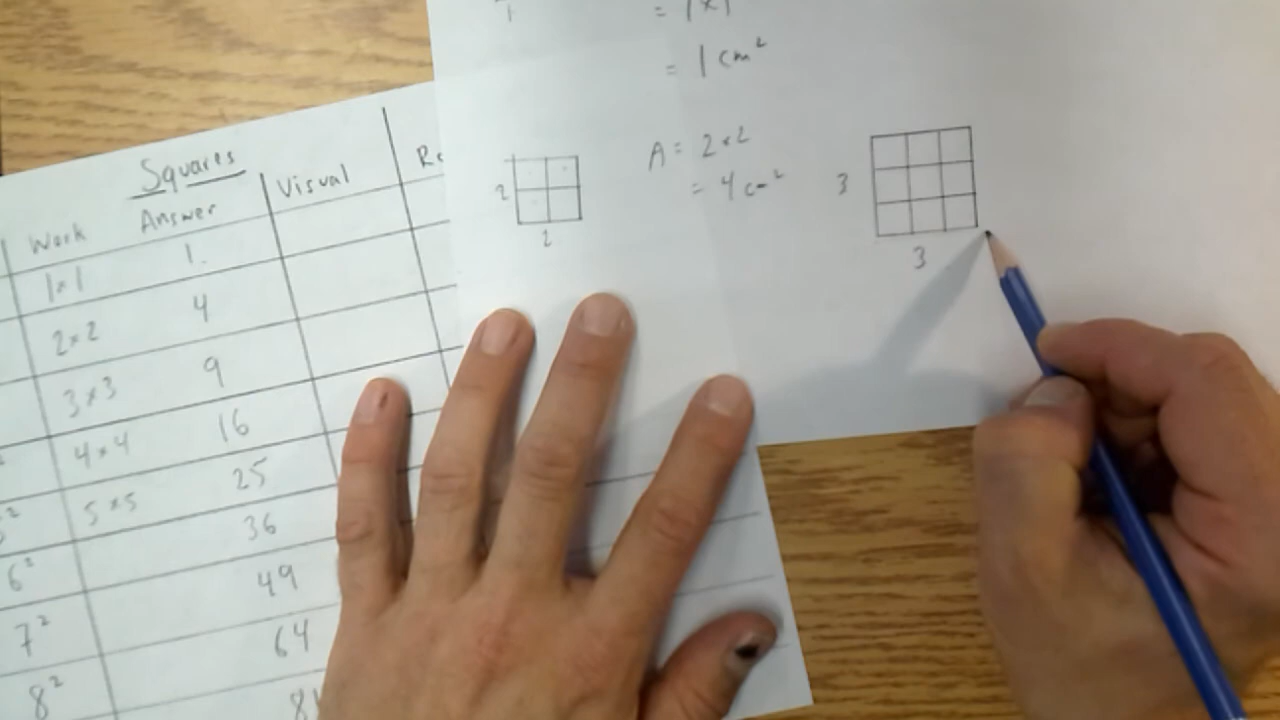 = 1×1
= 1 cm²
A = 2×2
= 4 cm²
2
2
3
3
Squares
Work Answer Visual
1×1 1
2×2 4
3×3 9
4×4 16
5×5 25
6² 36
7² 49
8² 64